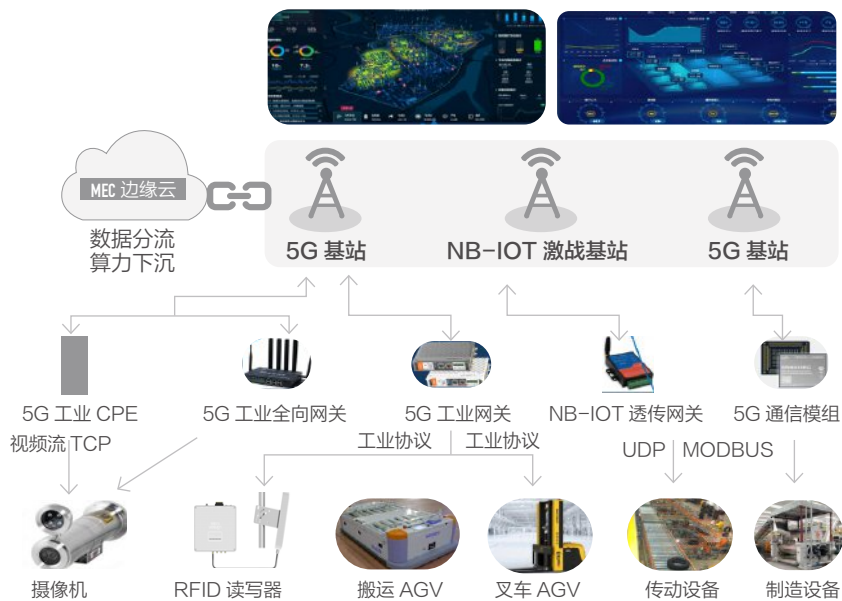 MEC 边缘云
数据分流
算力下沉
5G 基站
NB-IOT 激战基站
5G 基站
5G 工业 CPE
5G 工业全向网关
5G 工业网关
NB-IOT 透传网关
5G 通信模组
视频流 TCP
工业协议
工业协议
UDP
MODBUS
摄像机
RFID 读写器
搬运 AGV
叉车 AGV
传动设备
制造设备